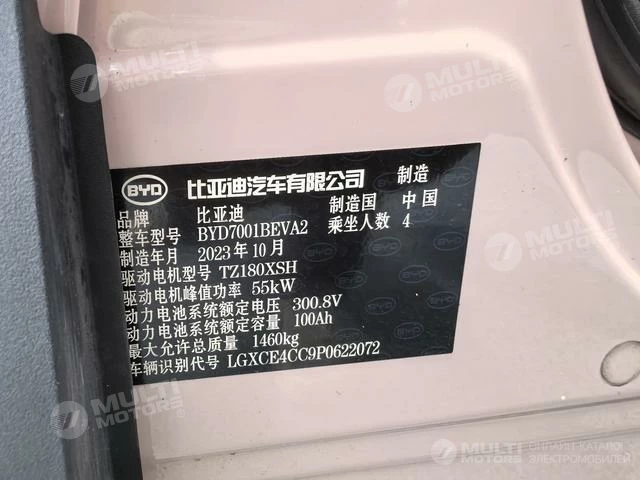 BYD 比亚迪汽车有限公司 制造
品牌 比亚迪 制造国 中国
整车型号 BYD7001BEVA2 乘坐人数 4
制造年月 2023年10月
驱动电机型号 TZ180XSH
驱动电机峰值功率 55kW
动力电池系统额定电压 300.8V
动力电池系统额定容量 100Ah
最大允许总质量 1460kg
车辆识别代号 LGXCE4CC9P0622072
MULTI MOTORS
MULTI MOTORS
MULTI MOTORS
MULTI MOTORS
MULTI MOTORS ОНЛАЙН-КАТАЛОГ ЭЛЕКТРОМОБИЛЕЙ